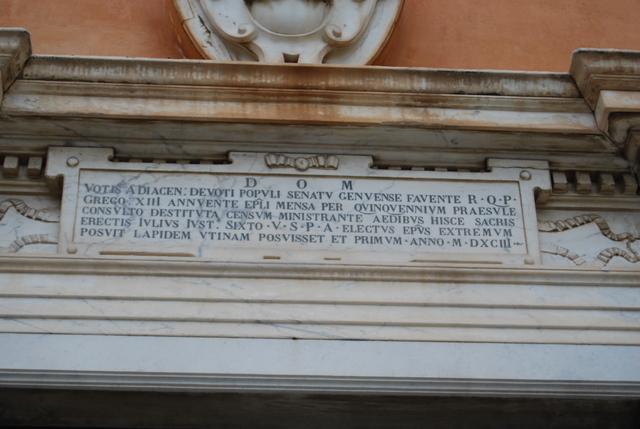 D O M
VOTIS ADIACEN: DEVOTI POPVLI SENATV GENVENSE FAVENTE R·Q·P·
GREGO: XIII ANNVENTE EPLI MENSA PER QVINQVENNIVM PRAESVLE
CONSVLTO DESTITVTA CENSVM MINISTRANTE AEDIBVS HISCE SACRIS
ERECTIS IVLIVS IVST. SIXTO·V·S·P·A·ELECTVS EPVS EXTREMVM
POSVIT LAPIDEM VTINAM POSVISSET ET PRIMVM·ANNO·M·DXCIII